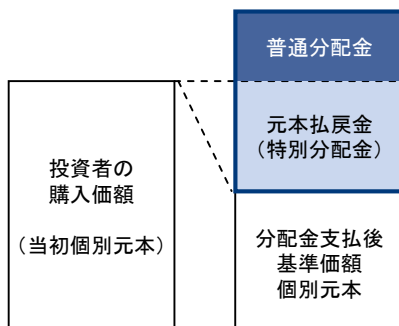 普通分配金
元本払戻金
（特別分配金）
投資者の
購入価額
（当初個別元本）
分配金支払後
基準価額
個別元本